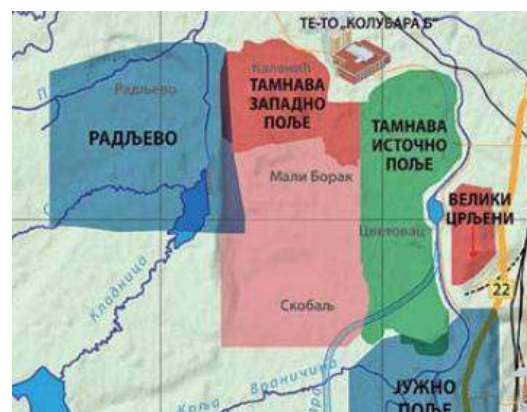 ТЕ-ТО „КОЛУБАРА Б"
Каленић
Радљево
РАДЉЕВО
ТАМНАВА
ЗАПАДНО
ПОЉЕ
ТАМНАВА
ИСТОЧНО
ПОЉЕ
Мали Борак
ВЕЛИКИ
ЦРЉЕНИ
Цветовац
Кладница
22
Скобаљ
Враничина
ЈУЖНО
ПОЉЕ